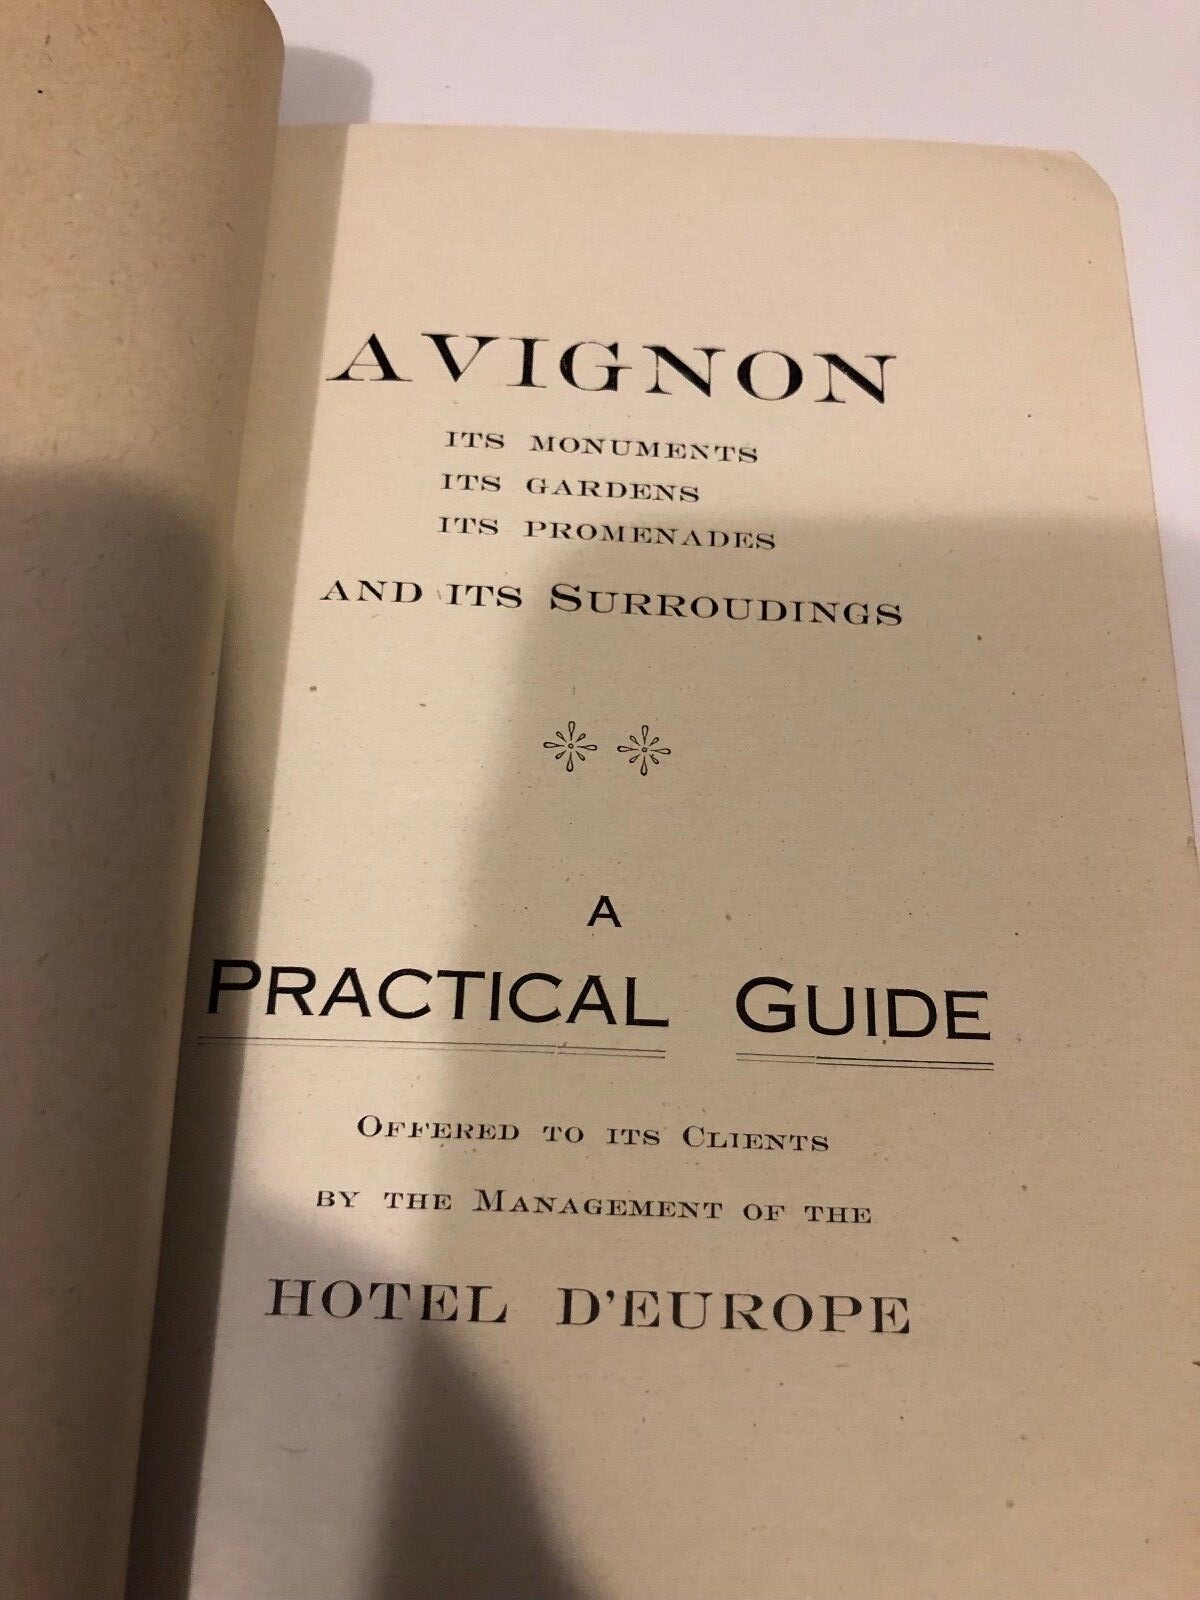 AVIGNON
ITS MONUMENTS
ITS GARDENS
ITS PROMENADES
AND ITS SURROUDINGS
A
PRACTICAL GUIDE
OFFERED TO ITS CLIENTS
BY THE MANAGEMENT OF THE
HOTEL D'EUROPE